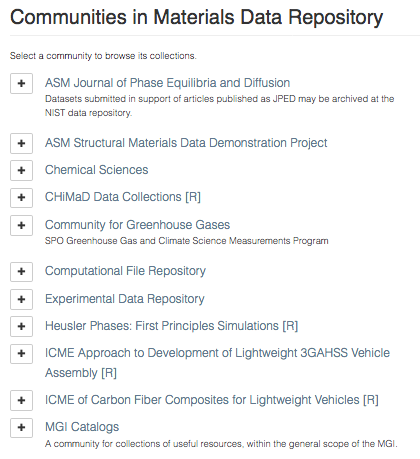 Communities in Materials Data Repository
Select a community to browse its collections.
ASM Journal of Phase Equilibria and Diffusion
Datasets submitted in support of articles published as JPED may be archived at the
NIST data repository.
ASM Structural Materials Data Demonstration Project
Chemical Sciences
CHiMaD Data Collections [R]
Community for Greenhouse Gases
SPO Greenhouse Gas and Climate Science Measurements Program
Computational File Repository
Experimental Data Repository
Heusler Phases: First Principles Simulations [R]
ICME Approach to Development of Lightweight 3GAHSS Vehicle
Assembly [R]
ICME of Carbon Fiber Composites for Lightweight Vehicles [R]
MGI Catalogs
A community for collections of useful resources, within the general scope of the MGI.